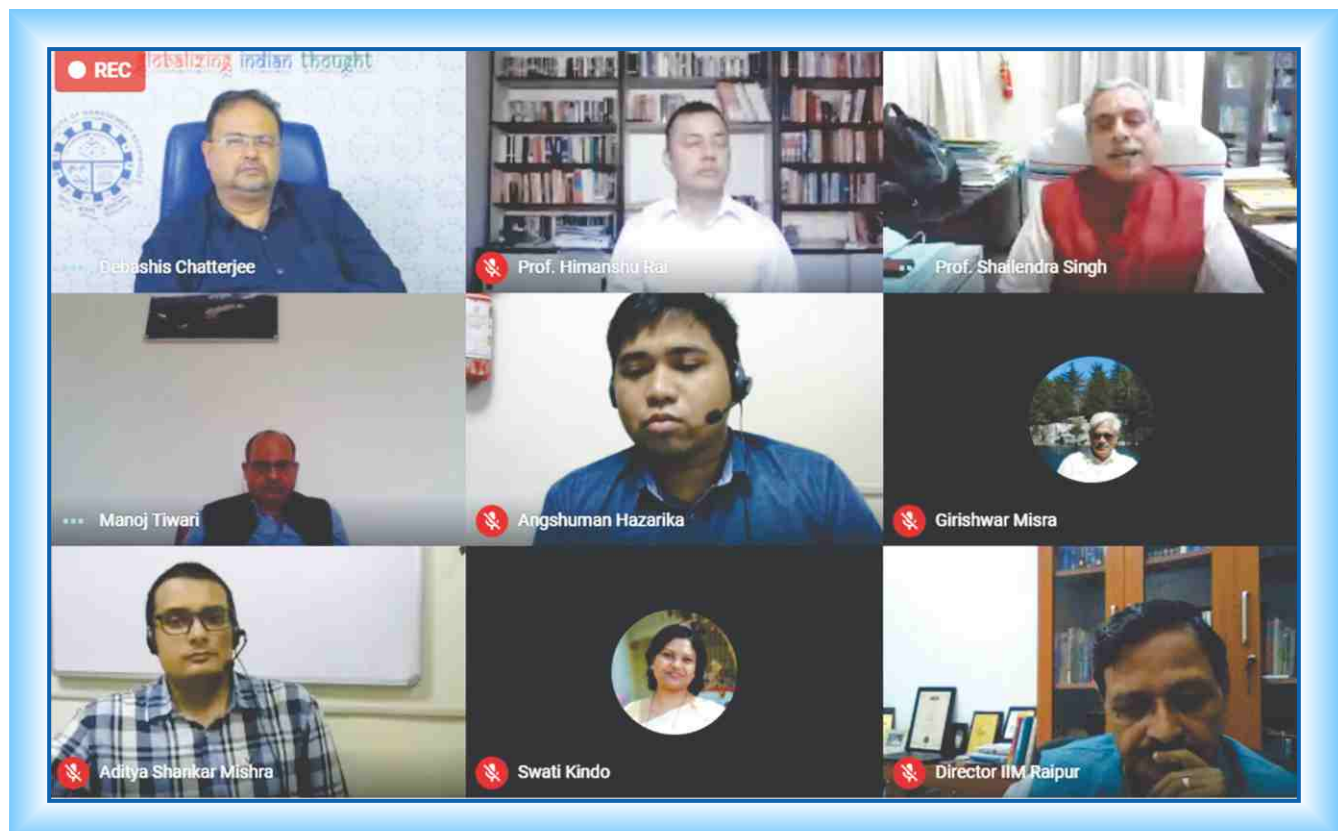 REC
lobalizing indian thought
Debashis Chatterjee
Prof. Himanshu Rai
Prof. Shailendra Singh
Manoj Tiwari
Angshuman Hazarika
Girishwar Misra
Aditya Shankar Mishra
Swati Kindo
Director IIM Raipur